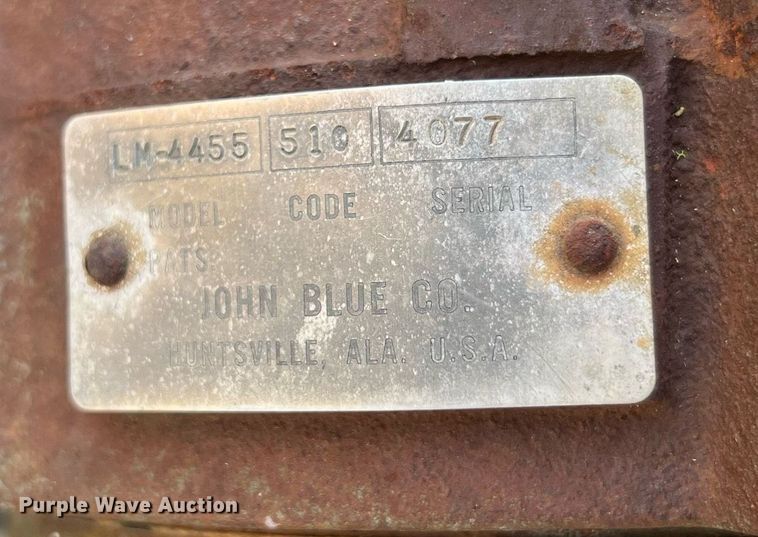 LM-4455 510 4077
MODEL CODE SERIAL
PATS.
JOHN BLUE CO.
HUNTSVILLE, ALA. U.S.A.
Purple Wave Auction